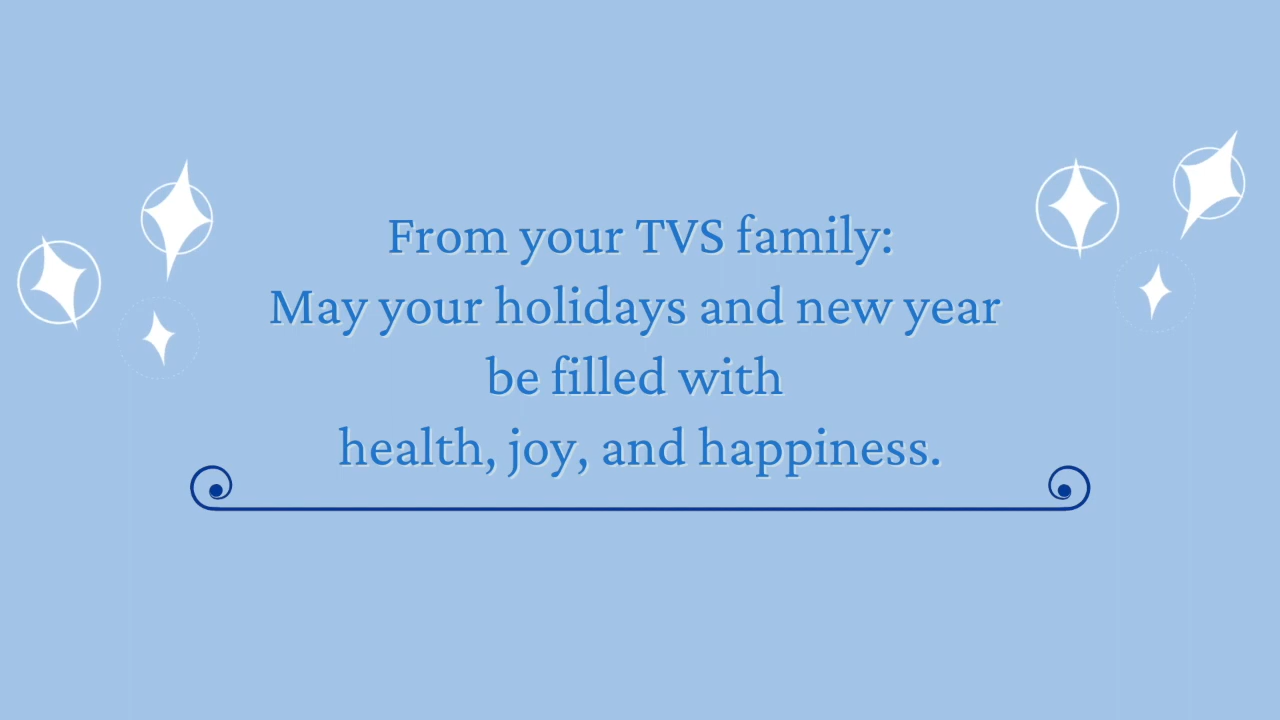 From your TVS family:
May your holidays and new year
be filled with
health, joy, and happiness.